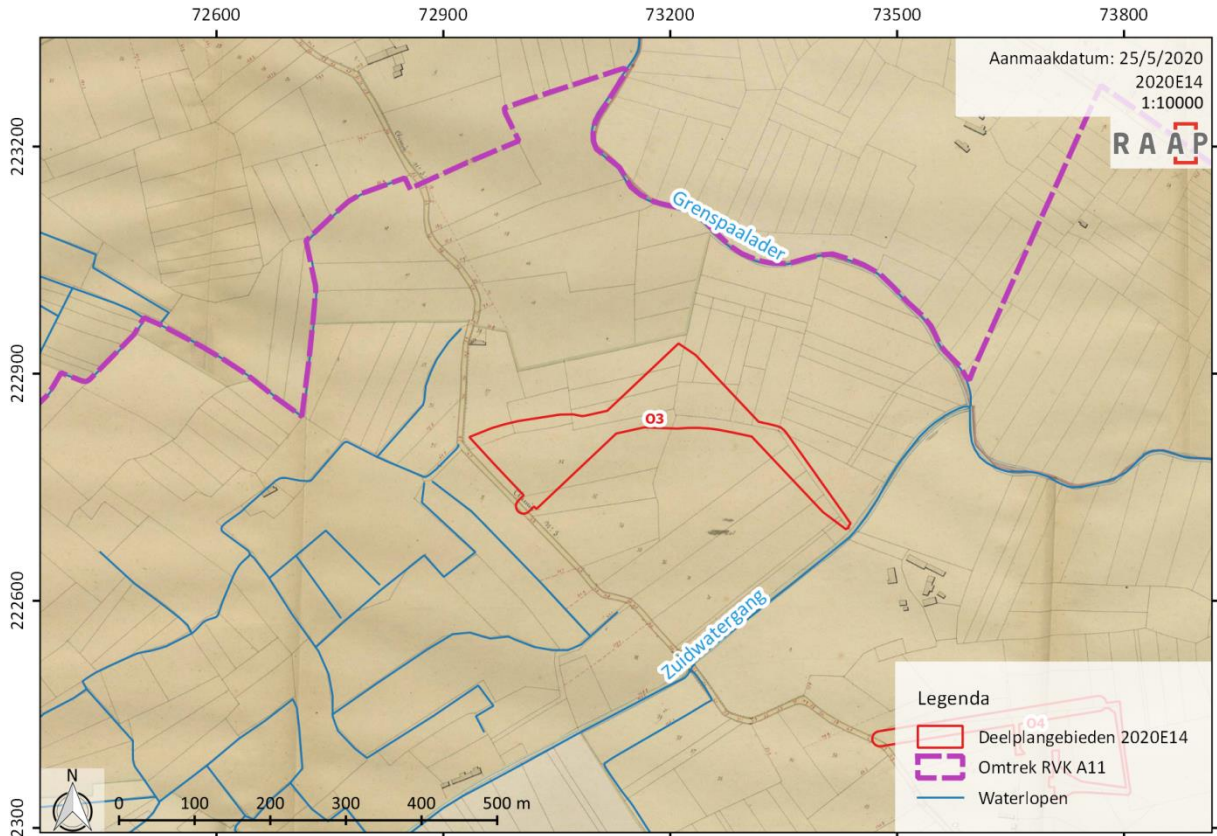 72600
72900
73200
73500
73800
Aanmaakdatum: 25/5/2020
2020E14
1:10000
RAAP
223200
222900
222600
222300
Grenspaalader
O3
Zuidwatergang
O4
Legenda
Deelplangebieden 2020E14
Omtrek RVK A11
Waterlopen
N
0 100 200 300 400 500 m